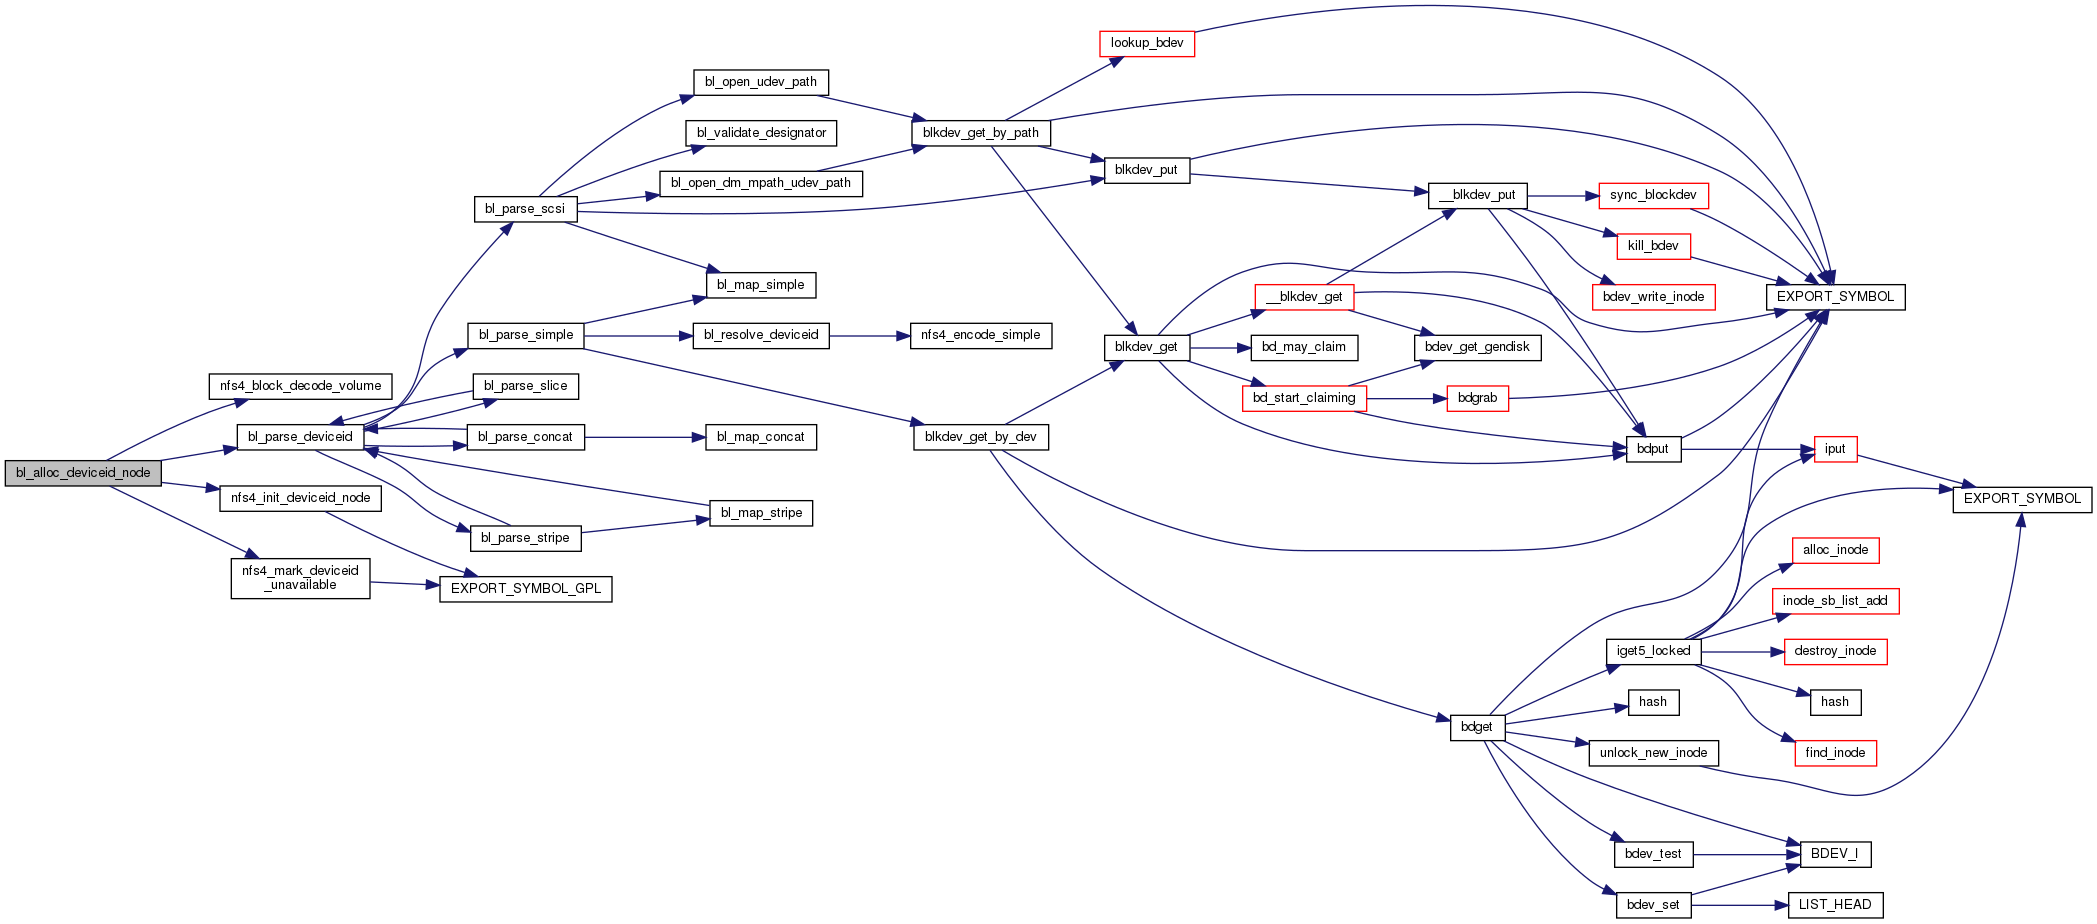 lookup_bdev
bl_open_udev_path
bl_validate_designator
blkdev_get_by_path
blkdev_put
bl_open_dm_mpath_udev_path
bl_parse_scsi
__blkdev_put
sync_blockdev
kill_bdev
bl_map_simple
__blkdev_get
bdev_write_inode
EXPORT_SYMBOL
bl_parse_simple
bl_resolve_deviceid
nfs4_encode_simple
blkdev_get
bd_may_claim
bdev_get_gendisk
nfs4_block_decode_volume
bl_parse_slice
bd_start_claiming
bdgrab
bl_parse_deviceid
bl_parse_concat
bl_map_concat
blkdev_get_by_dev
bdput
iput
bl_alloc_deviceid_node
nfs4_init_deviceid_node
EXPORT_SYMBOL
bl_map_stripe
bl_parse_stripe
alloc_inode
nfs4_mark_deviceid
_unavailable
EXPORT_SYMBOL_GPL
inode_sb_list_add
iget5_locked
destroy_inode
hash
hash
bdget
unlock_new_inode
find_inode
bdev_test
BDEV_I
bdev_set
LIST_HEAD